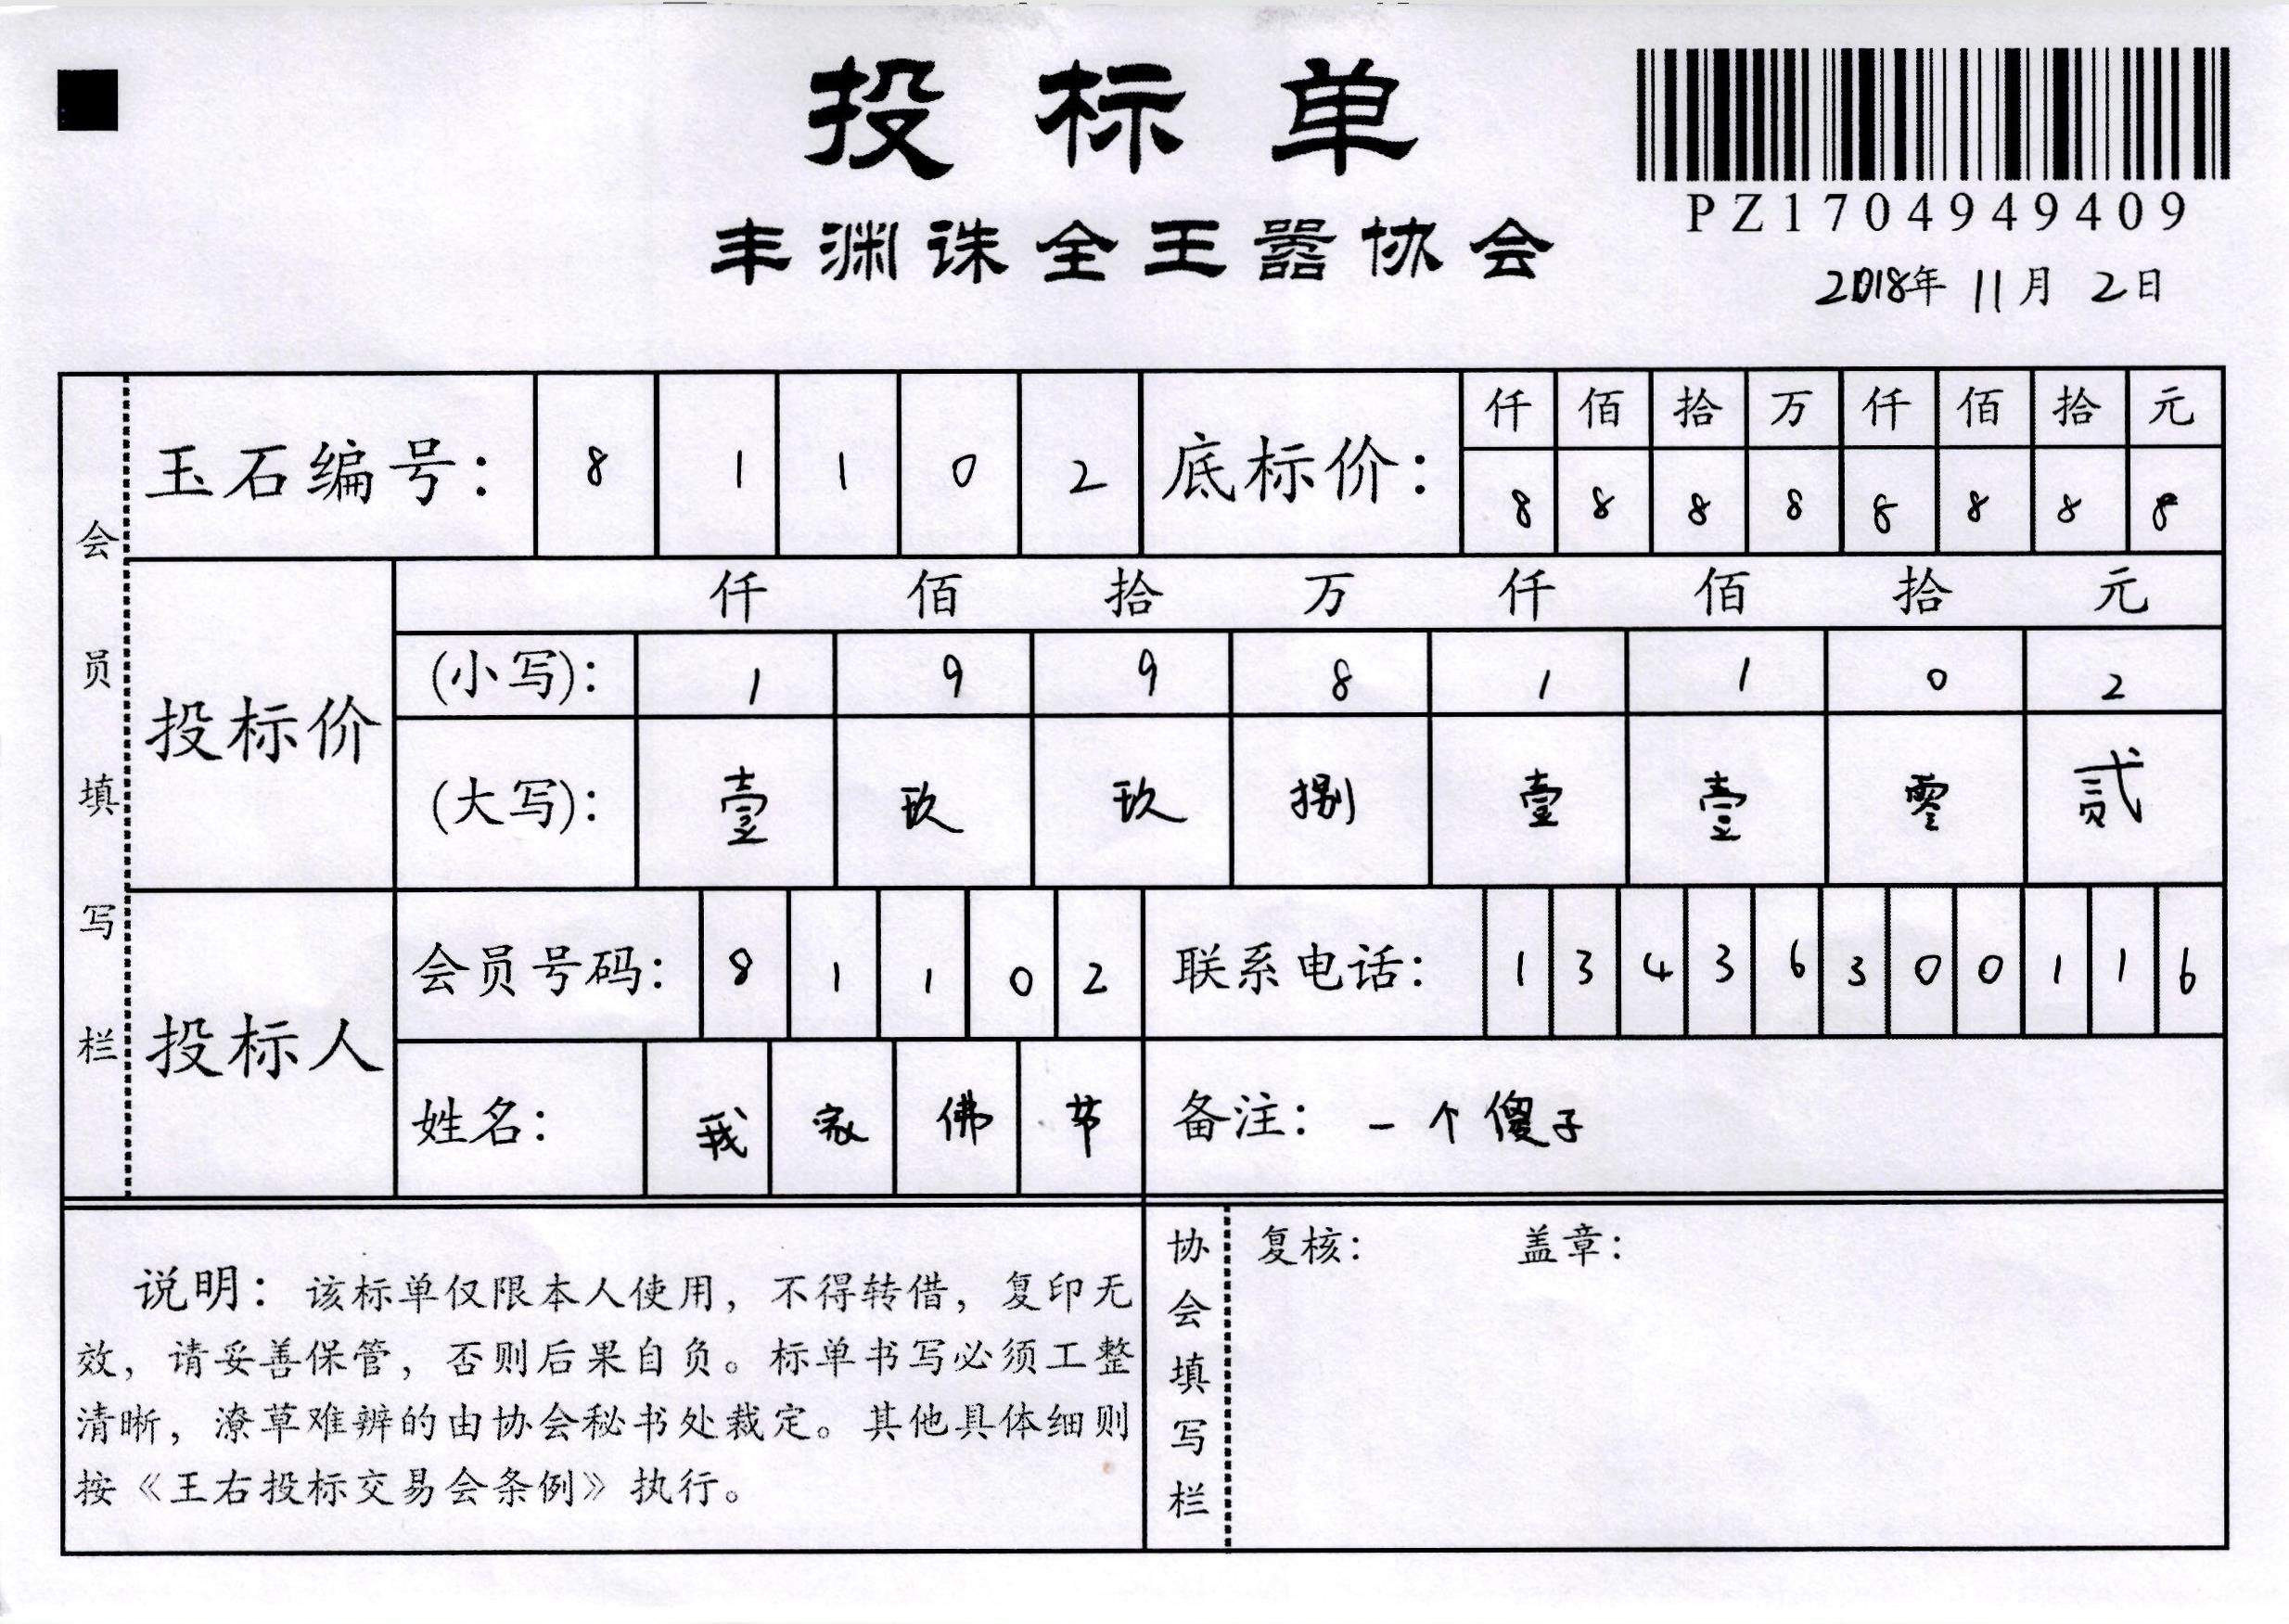 投标单
PZ1704949409
丰渊诛全王嚣协会
2018年 11月 2日
会员填写栏
玉石编号： 8 1 1 0 2 底标价： 仟 佰 拾 万 仟 佰 拾 元
8 8 8 8 8 8 8 8
投标价
仟 佰 拾 万 仟 佰 拾 元
(小写)： 1 9 9 8 1 1 0 2
(大写)： 壹 玖 玖 捌 壹 壹 零 贰
投标人
会员号码： 8 1 1 0 2 联系电话： 1 3 4 3 6 3 0 0 1 1 6
姓名： 我 家 佛 节 备注： 一个傻子
说明：该标单仅限本人使用，不得转借，复印无
效，请妥善保管，否则后果自负。标单书写必须工整
清晰，潦草难辨的由协会秘书处裁定。其他具体细则
按《王右投标交易会条例》执行。
协会填写栏
复核： 盖章：